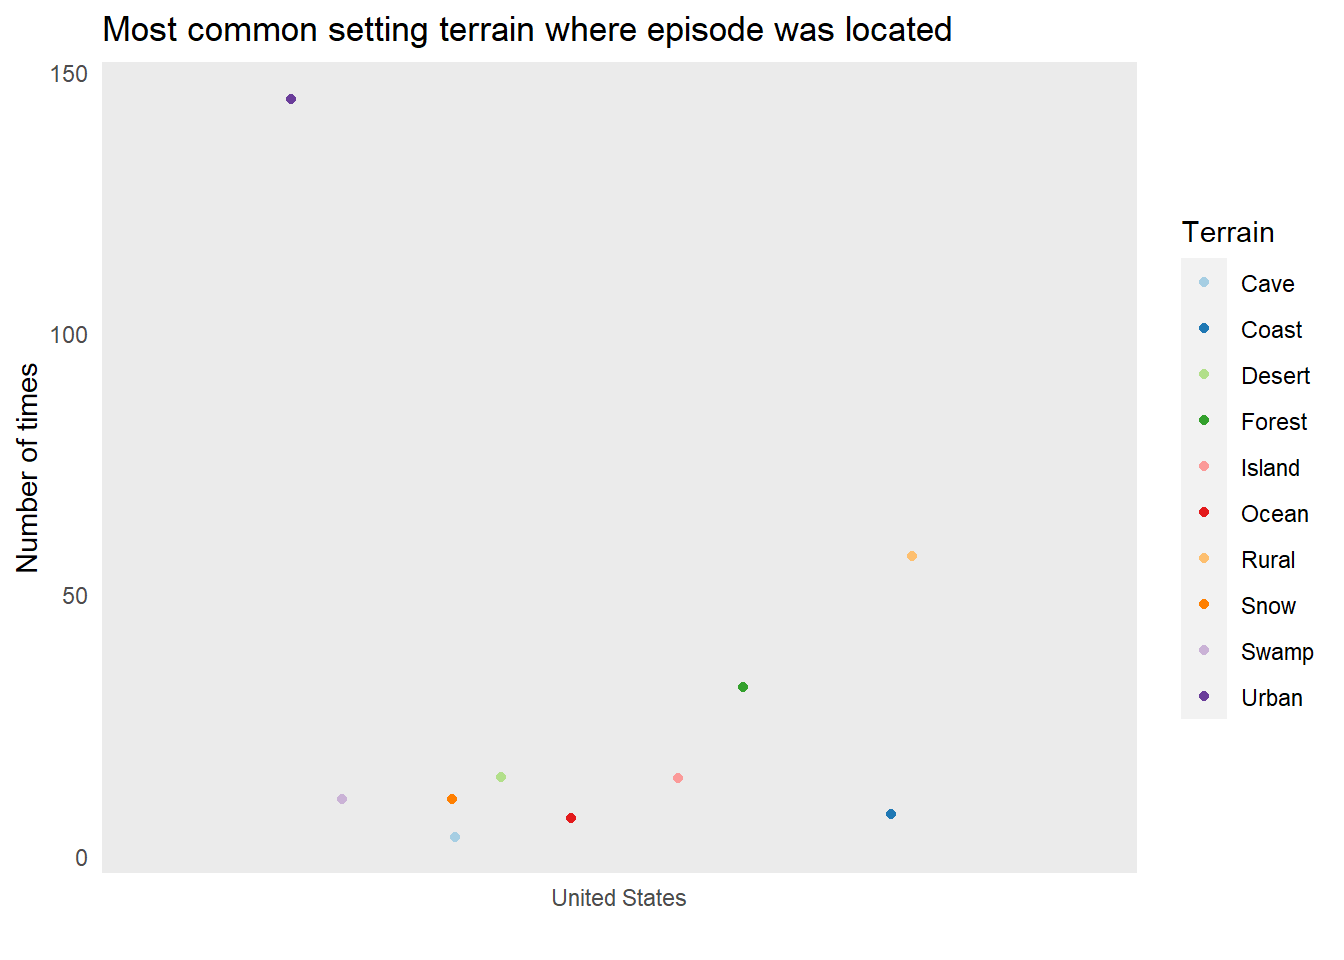 Most common setting terrain where episode was located
150
100
50
0
Number of times
United States
Terrain
Cave
Coast
Desert
Forest
Island
Ocean
Rural
Snow
Swamp
Urban